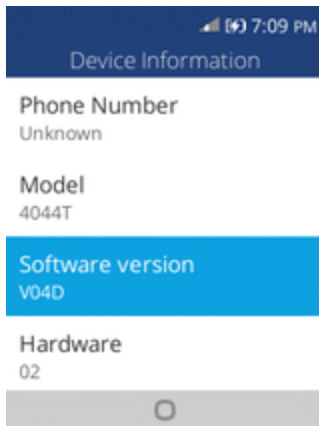 7:09 PM
Device Information
Phone Number
Unknown
Model
4044T
Software version
V04D
Hardware
02